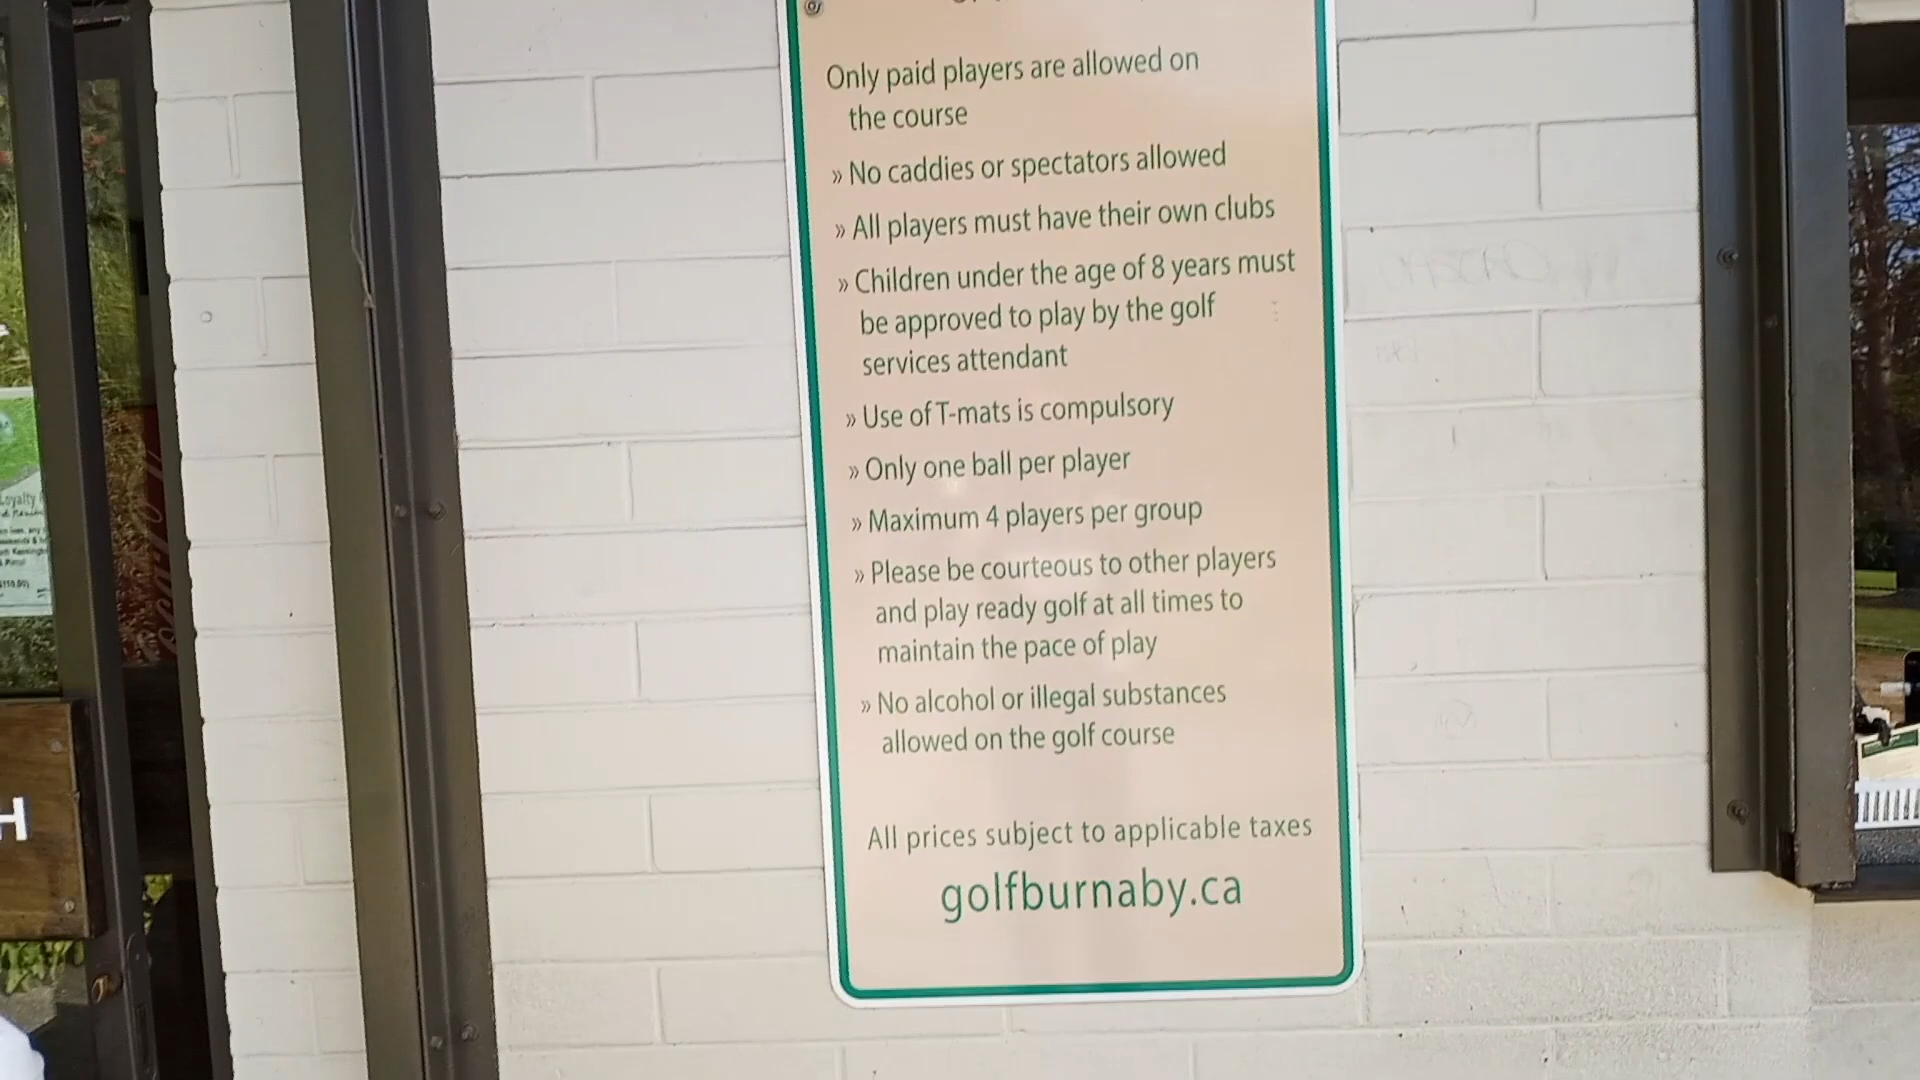 Only paid players are allowed on
the course
» No caddies or spectators allowed
» All players must have their own clubs
» Children under the age of 8 years must
be approved to play by the golf
services attendant
» Use of T-mats is compulsory
» Only one ball per player
» Maximum 4 players per group
» Please be courteous to other players
and play ready golf at all times to
maintain the pace of play
» No alcohol or illegal substances
allowed on the golf course
All prices subject to applicable taxes
golfburnaby.ca
Loyalty
H